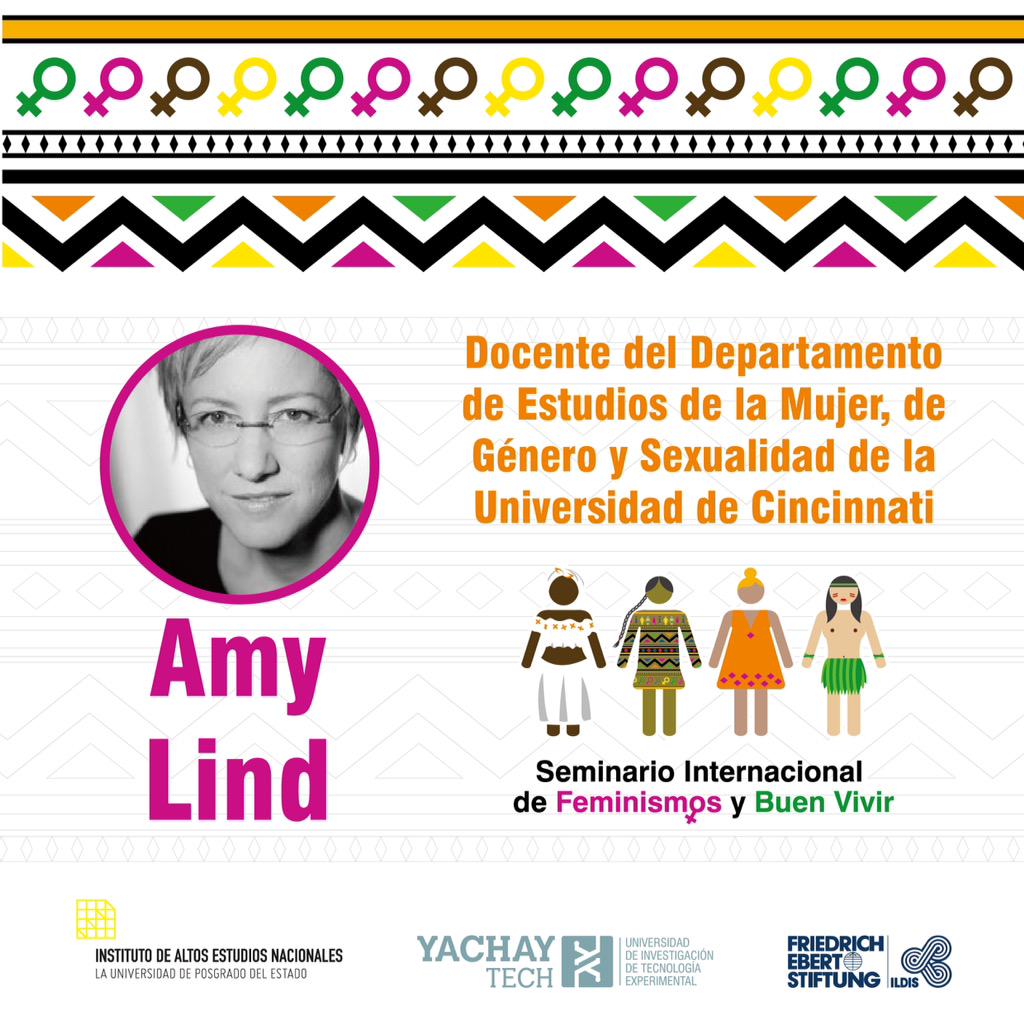 Docente del Departamento
de Estudios de la Mujer, de
Género y Sexualidad de la
Universidad de Cincinnati
Amy
Lind
Seminario Internacional
de Feminismos y Buen Vivir
INSTITUTO DE ALTOS ESTUDIOS NACIONALES
LA UNIVERSIDAD DE POSGRADO DEL ESTADO
YACHAY
TECH
UNIVERSIDAD
DE INVESTIGACIÓN
DE TECNOLOGÍA
EXPERIMENTAL
FRIEDRICH
EBERT
STIFTUNG
ILDIS